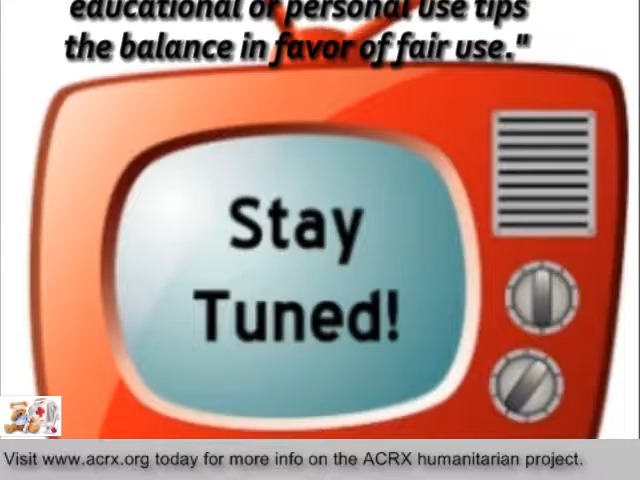 educational or personal use tips
the balance in favor of fair use."
Stay
Tuned!
Visit www.acrx.org today for more info on the ACRX humanitarian project.